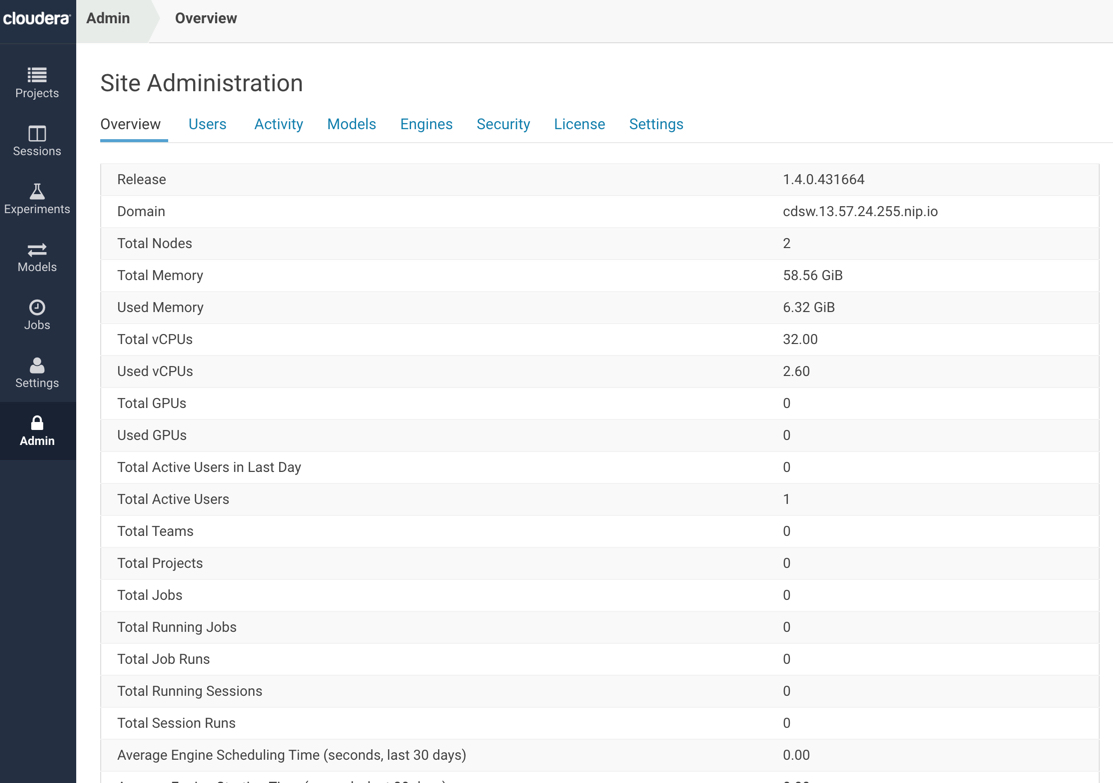 cloudera
Admin Overview
Projects
Sessions
Experiments
Models
Jobs
Settings
Admin
Site Administration
Overview Users Activity Models Engines Security License Settings
Release 1.4.0.431664
Domain cdsw.13.57.24.255.nip.io
Total Nodes 2
Total Memory 58.56 GiB
Used Memory 6.32 GiB
Total vCPUs 32.00
Used vCPUs 2.60
Total GPUs 0
Used GPUs 0
Total Active Users in Last Day 0
Total Active Users 1
Total Teams 0
Total Projects 0
Total Jobs 0
Total Running Jobs 0
Total Job Runs 0
Total Running Sessions 0
Total Session Runs 0
Average Engine Scheduling Time (seconds, last 30 days) 0.00